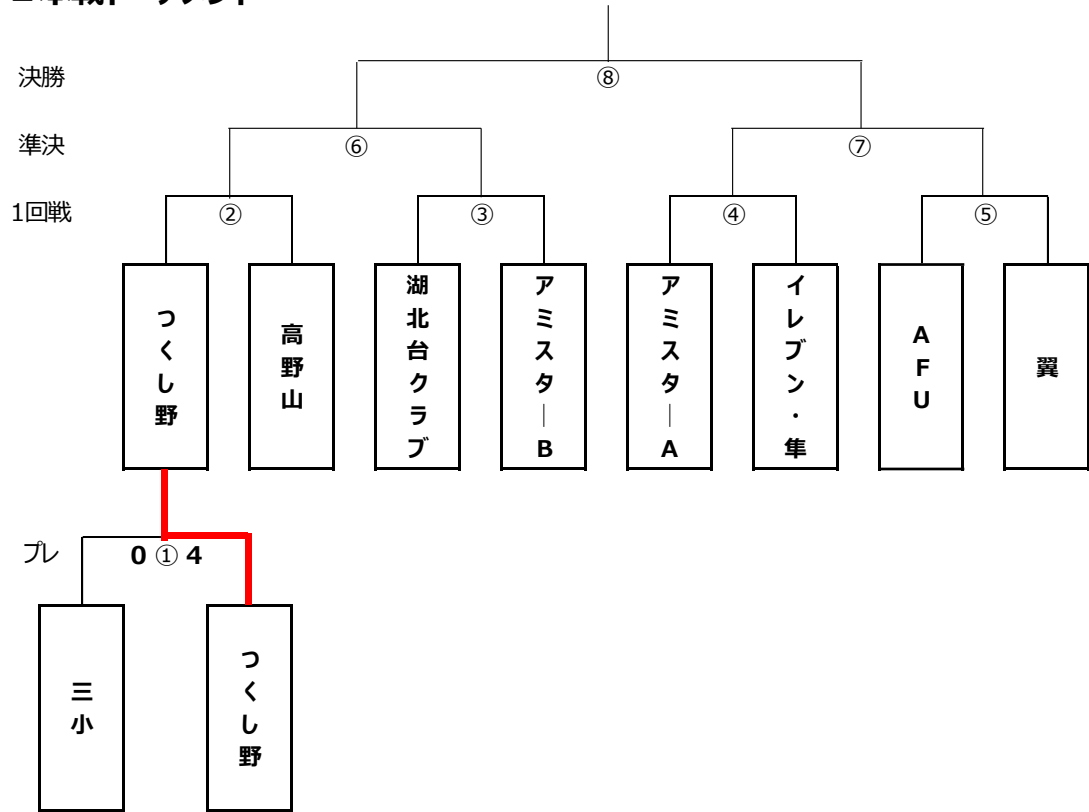 決勝
⑧
準決
⑥
⑦
1回戦
②
③
④
⑤
つくし野
高野山
湖北台クラブ
アミスター B
アミスター A
イレブン・隼
AFU
翼
プレ
0 ① 4
三小
つくし野